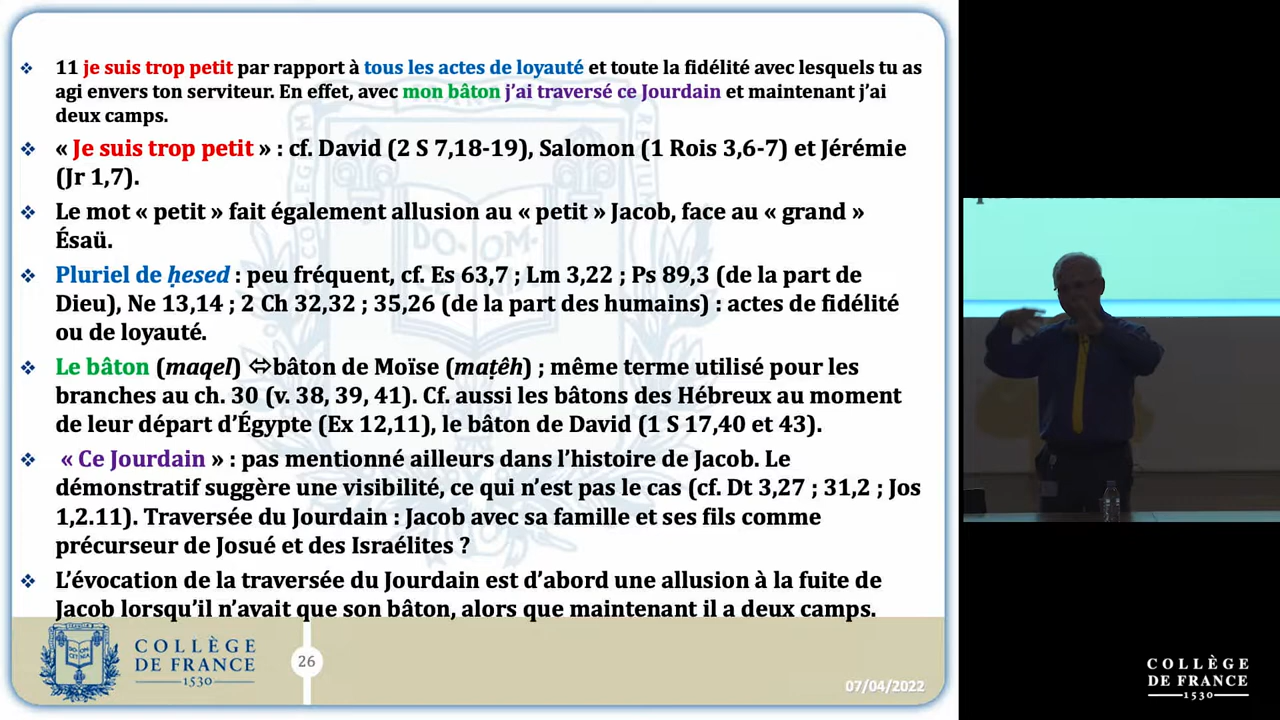 11 je suis trop petit par rapport à tous les actes de loyauté et toute la fidélité avec lesquels tu as
agi envers ton serviteur. En effet, avec mon bâton j’ai traversé ce Jourdain et maintenant j’ai
deux camps.
« Je suis trop petit » : cf. David (2 S 7,18-19), Salomon (1 Rois 3,6-7) et Jérémie
(Jr 1,7).
Le mot « petit » fait également allusion au « petit » Jacob, face au « grand »
Ésaü.
Pluriel de ḥesed : peu fréquent, cf. Es 63,7 ; Lm 3,22 ; Ps 89,3 (de la part de
Dieu), Ne 13,14 ; 2 Ch 32,32 ; 35,26 (de la part des humains) : actes de fidélité
ou de loyauté.
Le bâton (maqel) ⇔bâton de Moïse (maṭêh) ; même terme utilisé pour les
branches au ch. 30 (v. 38, 39, 41). Cf. aussi les bâtons des Hébreux au moment
de leur départ d’Égypte (Ex 12,11), le bâton de David (1 S 17,40 et 43).
« Ce Jourdain » : pas mentionné ailleurs dans l’histoire de Jacob. Le
démonstratif suggère une visibilité, ce qui n’est pas le cas (cf. Dt 3,27 ; 31,2 ; Jos
1,2.11). Traversée du Jourdain : Jacob avec sa famille et ses fils comme
précurseur de Josué et des Israélites ?
L’évocation de la traversée du Jourdain est d’abord une allusion à la fuite de
Jacob lorsqu’il n’avait que son bâton, alors que maintenant il a deux camps.
COLLÈGE
DE FRANCE
1530
26
07/04/2022
COLLÈGE
DE FRANCE
1530